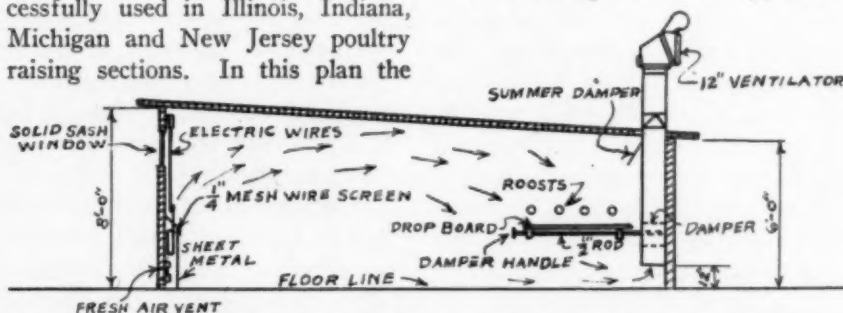 cessfully used in Illinois, Indiana,
Michigan and New Jersey poultry
raising sections. In this plan the
12" VENTILATOR
SUMMER DAMPER
SOLID SASH
WINDOW
ELECTRIC WIRES
8'-0"
1/4" MESH WIRE SCREEN
ROOSTS
DROP BOARD
DAMPER
6'-0"
1/2" ROD
SHEET
METAL
DAMPER HANDLE
FLOOR LINE
12"
FRESH AIR VENT